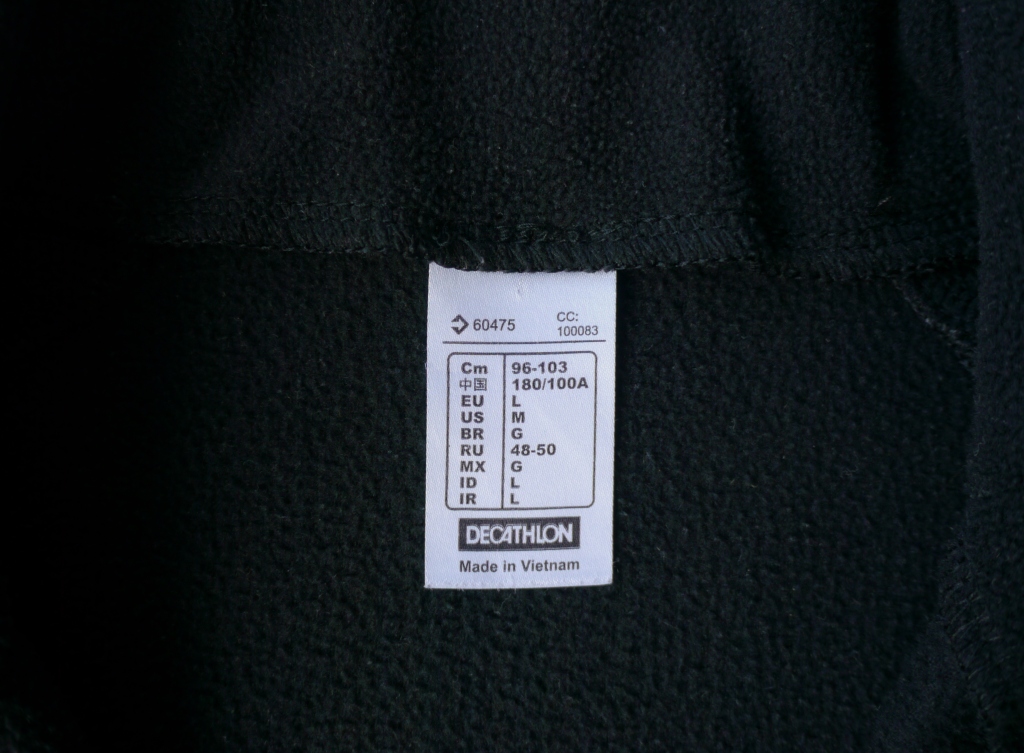 60475
CC:
100083
Cm 96-103
中国 180/100A
EU L
US M
BR G
RU 48-50
MX G
ID L
IR L
DECATHLON
Made in Vietnam